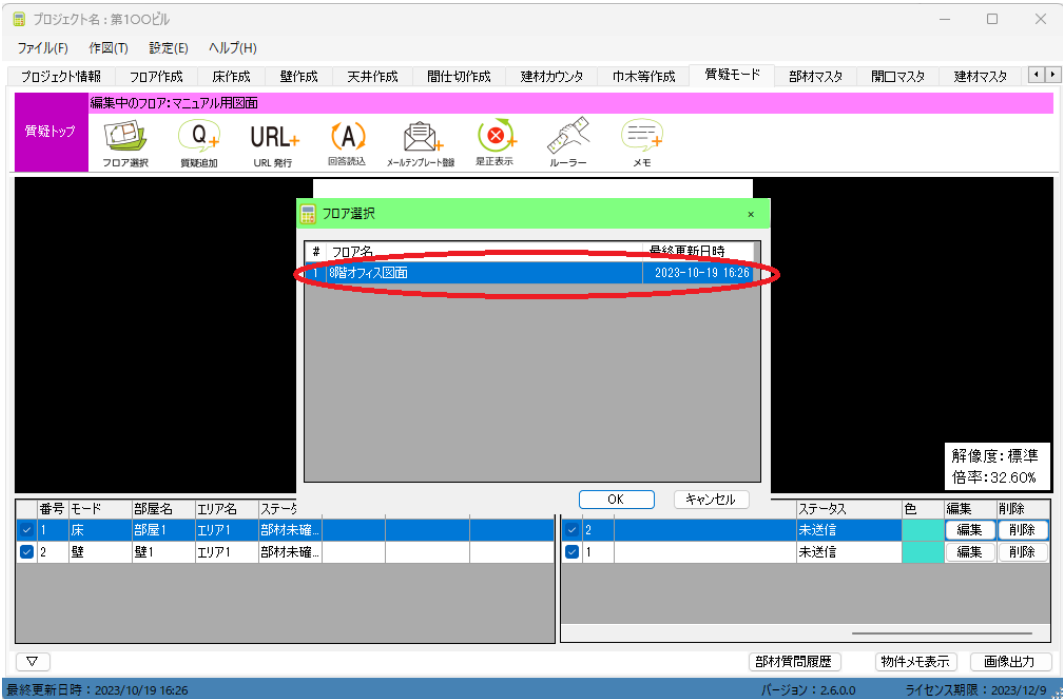 プロジェクト名：第100ビル
ファイル(F) 作図(T) 設定(E) ヘルプ(H)
プロジェクト情報 フロア作成 床作成 壁作成 天井作成 間仕切作成 建材カウンタ 巾木等作成 質疑モード 部材マスタ 開口マスタ 建材マスタ
編集中のフロア：マニュアル用図面
質疑トップ
Q+ URL+ (A)
フロア選択 質疑追加 URL 発行 回答読込 メールテンプレート登録 是正表示 ルーラー メモ
フロア選択
# フロア名 最終更新日時
1 8階オフィス図面 2023-10-19 16:26
解像度：標準
倍率：32.60%
OK キャンセル
番号 モード 部屋名 エリア名 ステータ ステータス 色 編集 削除
1 床 部屋1 エリア1 部材未確... 2 未送信 編集 削除
2 壁 壁1 エリア1 部材未確... 1 未送信 編集 削除
部材質問履歴 物件メモ表示 画像出力
最終更新日時：2023/10/19 16:26 バージョン：2.6.0.0 ライセンス期限：2023/12/9